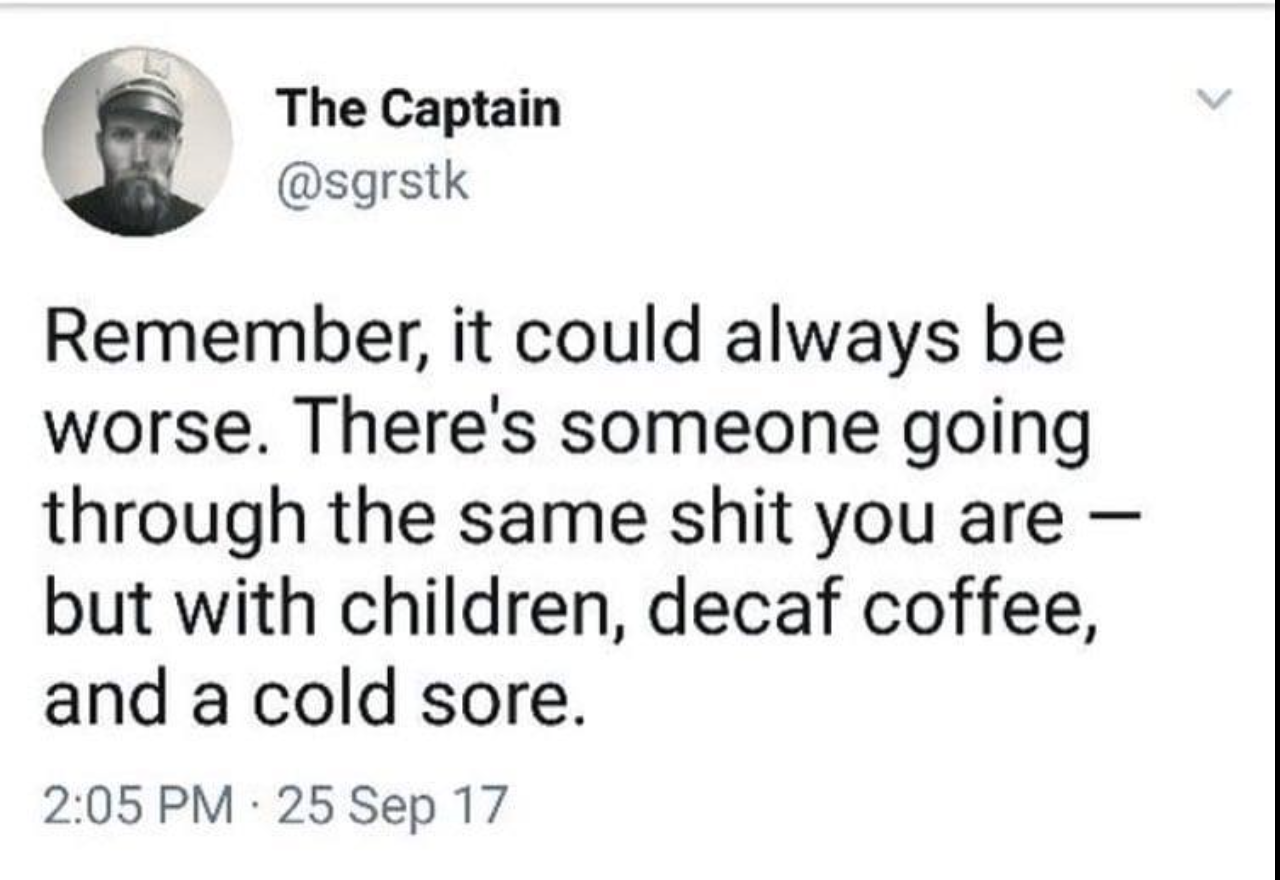 The Captain
@sgrstk
Remember, it could always be
worse. There's someone going
through the same shit you are —
but with children, decaf coffee,
and a cold sore.
2:05 PM · 25 Sep 17